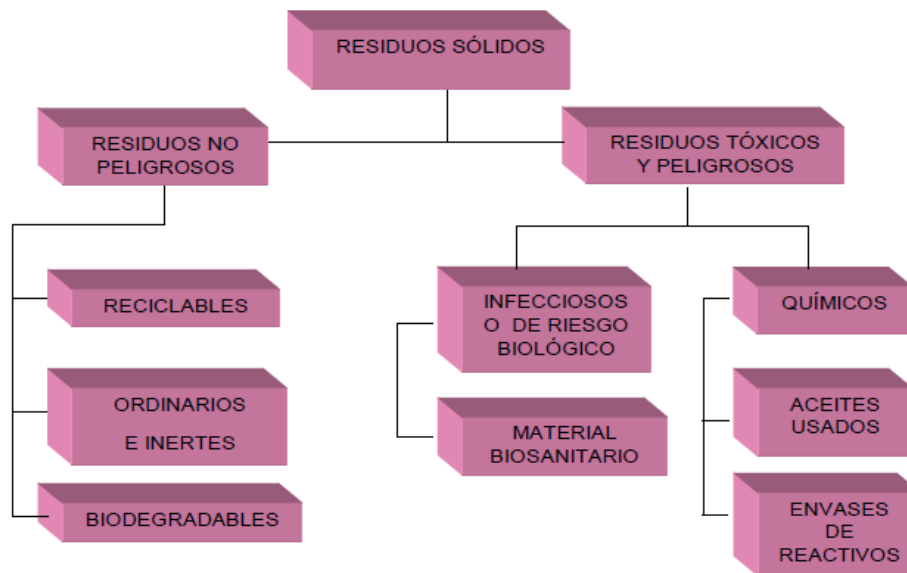 RESIDUOS SÓLIDOS
RESIDUOS NO
PELIGROSOS
RESIDUOS TÓXICOS
Y PELIGROSOS
RECICLABLES
ORDINARIOS
E INERTES
BIODEGRADABLES
INFECCIOSOS
O DE RIESGO
BIOLÓGICO
MATERIAL
BIOSANITARIO
QUÍMICOS
ACEITES
USADOS
ENVASES
DE
REACTIVOS